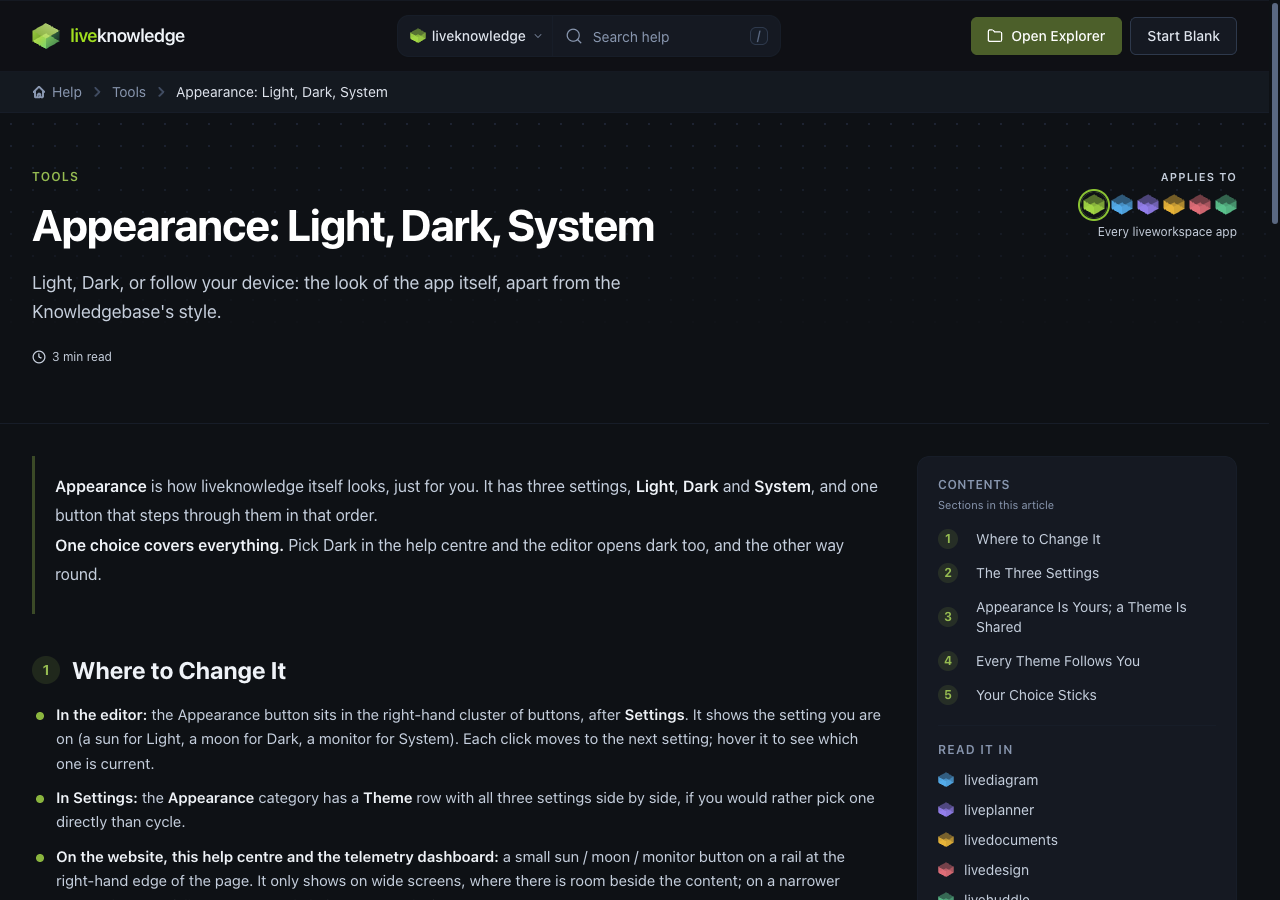 liveknowledge
liveknowledge
Search help
/
Open Explorer
Start Blank
Help
Tools
Appearance: Light, Dark, System
TOOLS
Appearance: Light, Dark, System
Light, Dark, or follow your device: the look of the app itself, apart from the
Knowledgebase's style.
3 min read
APPLIES TO
Every liveworkspace app
Appearance is how liveknowledge itself looks, just for you. It has three settings, Light, Dark and System, and one
button that steps through them in that order.
One choice covers everything. Pick Dark in the help centre and the editor opens dark too, and the other way
round.
1 Where to Change It
In the editor: the Appearance button sits in the right-hand cluster of buttons, after Settings. It shows the setting you are
on (a sun for Light, a moon for Dark, a monitor for System). Each click moves to the next setting; hover it to see which
one is current.
In Settings: the Appearance category has a Theme row with all three settings side by side, if you would rather pick one
directly than cycle.
On the website, this help centre and the telemetry dashboard: a small sun / moon / monitor button on a rail at the
right-hand edge of the page. It only shows on wide screens, where there is room beside the content; on a narrower
CONTENTS
Sections in this article
1 Where to Change It
2 The Three Settings
3 Appearance Is Yours; a Theme Is
Shared
4 Every Theme Follows You
5 Your Choice Sticks
READ IT IN
livediagram
liveplanner
livedocuments
livedesign
livehuddle